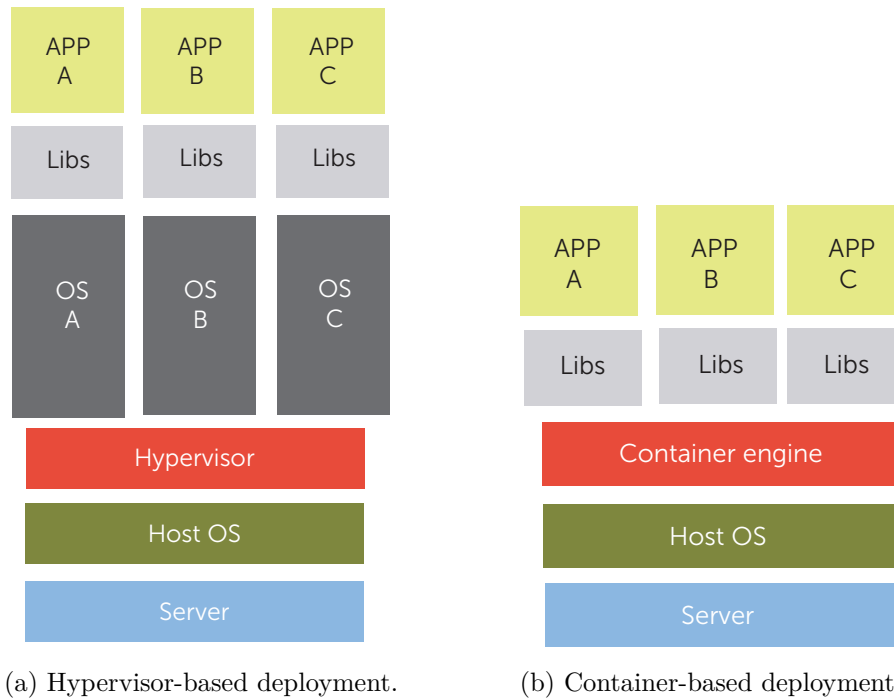 APP
A
APP
B
APP
C
Libs
Libs
Libs
OS
A
OS
B
OS
C
Hypervisor
Host OS
Server
(a) Hypervisor-based deployment.
APP
A
APP
B
APP
C
Libs
Libs
Libs
Container engine
Host OS
Server
(b) Container-based deployment